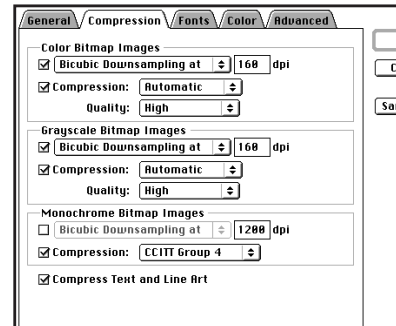 General Compression Fonts Color Advanced
Color Bitmap Images
Bicubic Downsampling at 160 dpi
Compression: Automatic
Quality: High
Grayscale Bitmap Images
Bicubic Downsampling at 160 dpi
Compression: Automatic
Quality: High
Monochrome Bitmap Images
Bicubic Downsampling at 1200 dpi
Compression: CCITT Group 4
Compress Text and Line Art